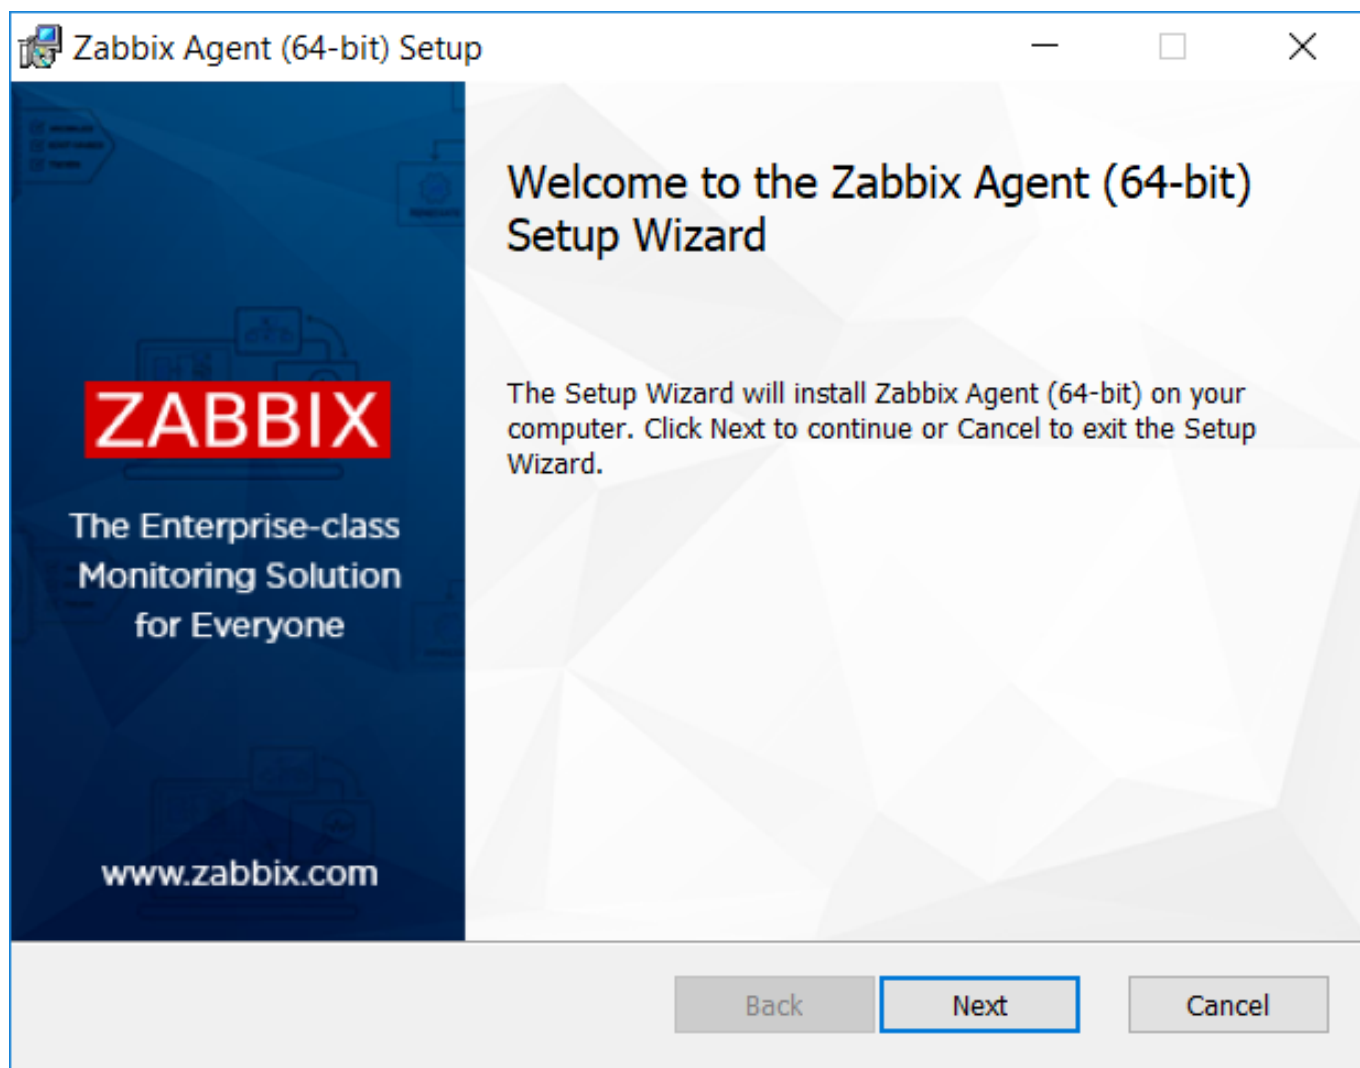 Zabbix Agent (64-bit) Setup
Welcome to the Zabbix Agent (64-bit)
Setup Wizard
The Setup Wizard will install Zabbix Agent (64-bit) on your
computer. Click Next to continue or Cancel to exit the Setup
Wizard.
ZABBIX
The Enterprise-class
Monitoring Solution
for Everyone
www.zabbix.com
Back
Next
Cancel